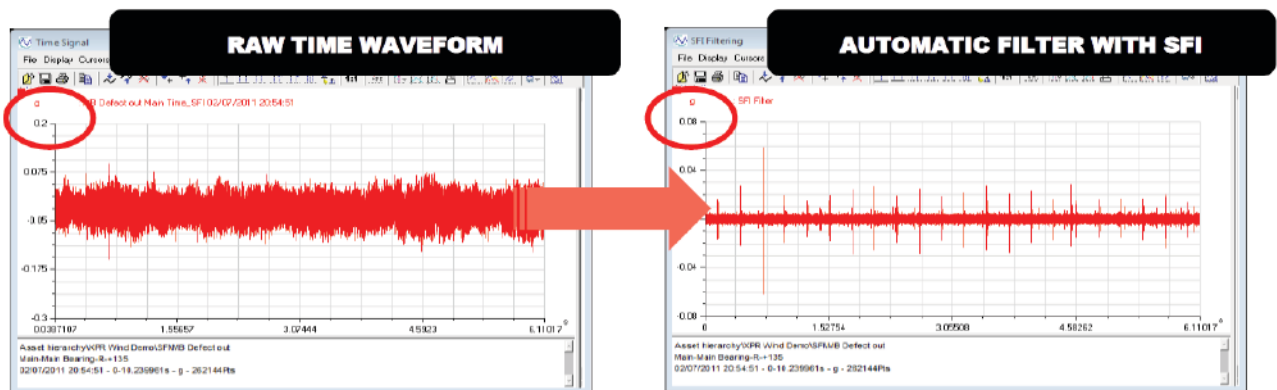 RAW TIME WAVEFORM
Time Signal
File Display Cursors
g
B Defect out Main Time_SFI 02/07/2011 20:54:51
0.2
0.075
-0.05
-0.175
-0.3
0.0387107 1.55657 3.07444 4.5923 6.11017
Asset hierarchy\XPR Wind Demo\SFI\MB Defect out
Main-Main Bearing-R-+135
02/07/2011 20:54:51 - 0-10.239961s - g - 262144Pts
AUTOMATIC FILTER WITH SFI
SFI Filtering
File Display Cursors
g SFI Filter
0.08
0.04
-0.04
-0.08
0 1.52754 3.05508 4.58262 6.11017
Asset hierarchy\XPR Wind Demo\SFI\MB Defect out
Main-Main Bearing-R-+135
02/07/2011 20:54:51 - 0-10.239961s - g - 262144Pts